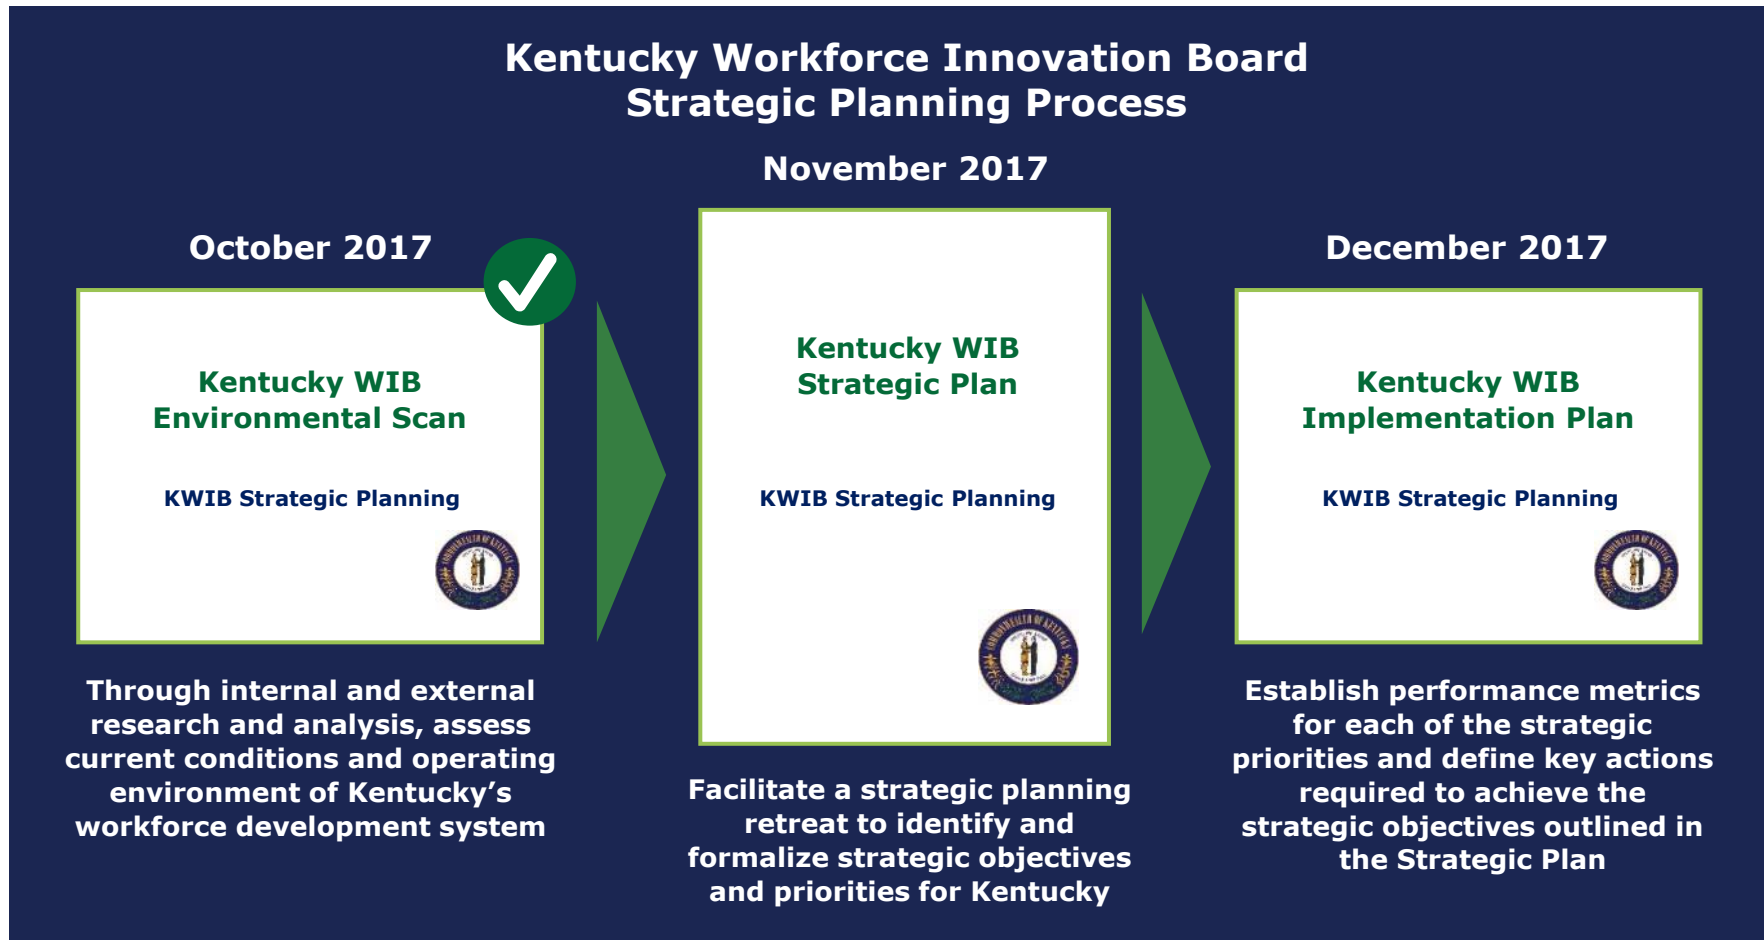 Kentucky Workforce Innovation Board
Strategic Planning Process
October 2017
Kentucky WIB
Environmental Scan
KWIB Strategic Planning
Through internal and external
research and analysis, assess
current conditions and operating
environment of Kentucky’s
workforce development system
November 2017
Kentucky WIB
Strategic Plan
KWIB Strategic Planning
COMMONWEALTH OF KENTUCKY
Facilitate a strategic planning
retreat to identify and
formalize strategic objectives
and priorities for Kentucky
December 2017
Kentucky WIB
Implementation Plan
KWIB Strategic Planning
Establish performance metrics
for each of the strategic
priorities and define key actions
required to achieve the
strategic objectives outlined in
the Strategic Plan